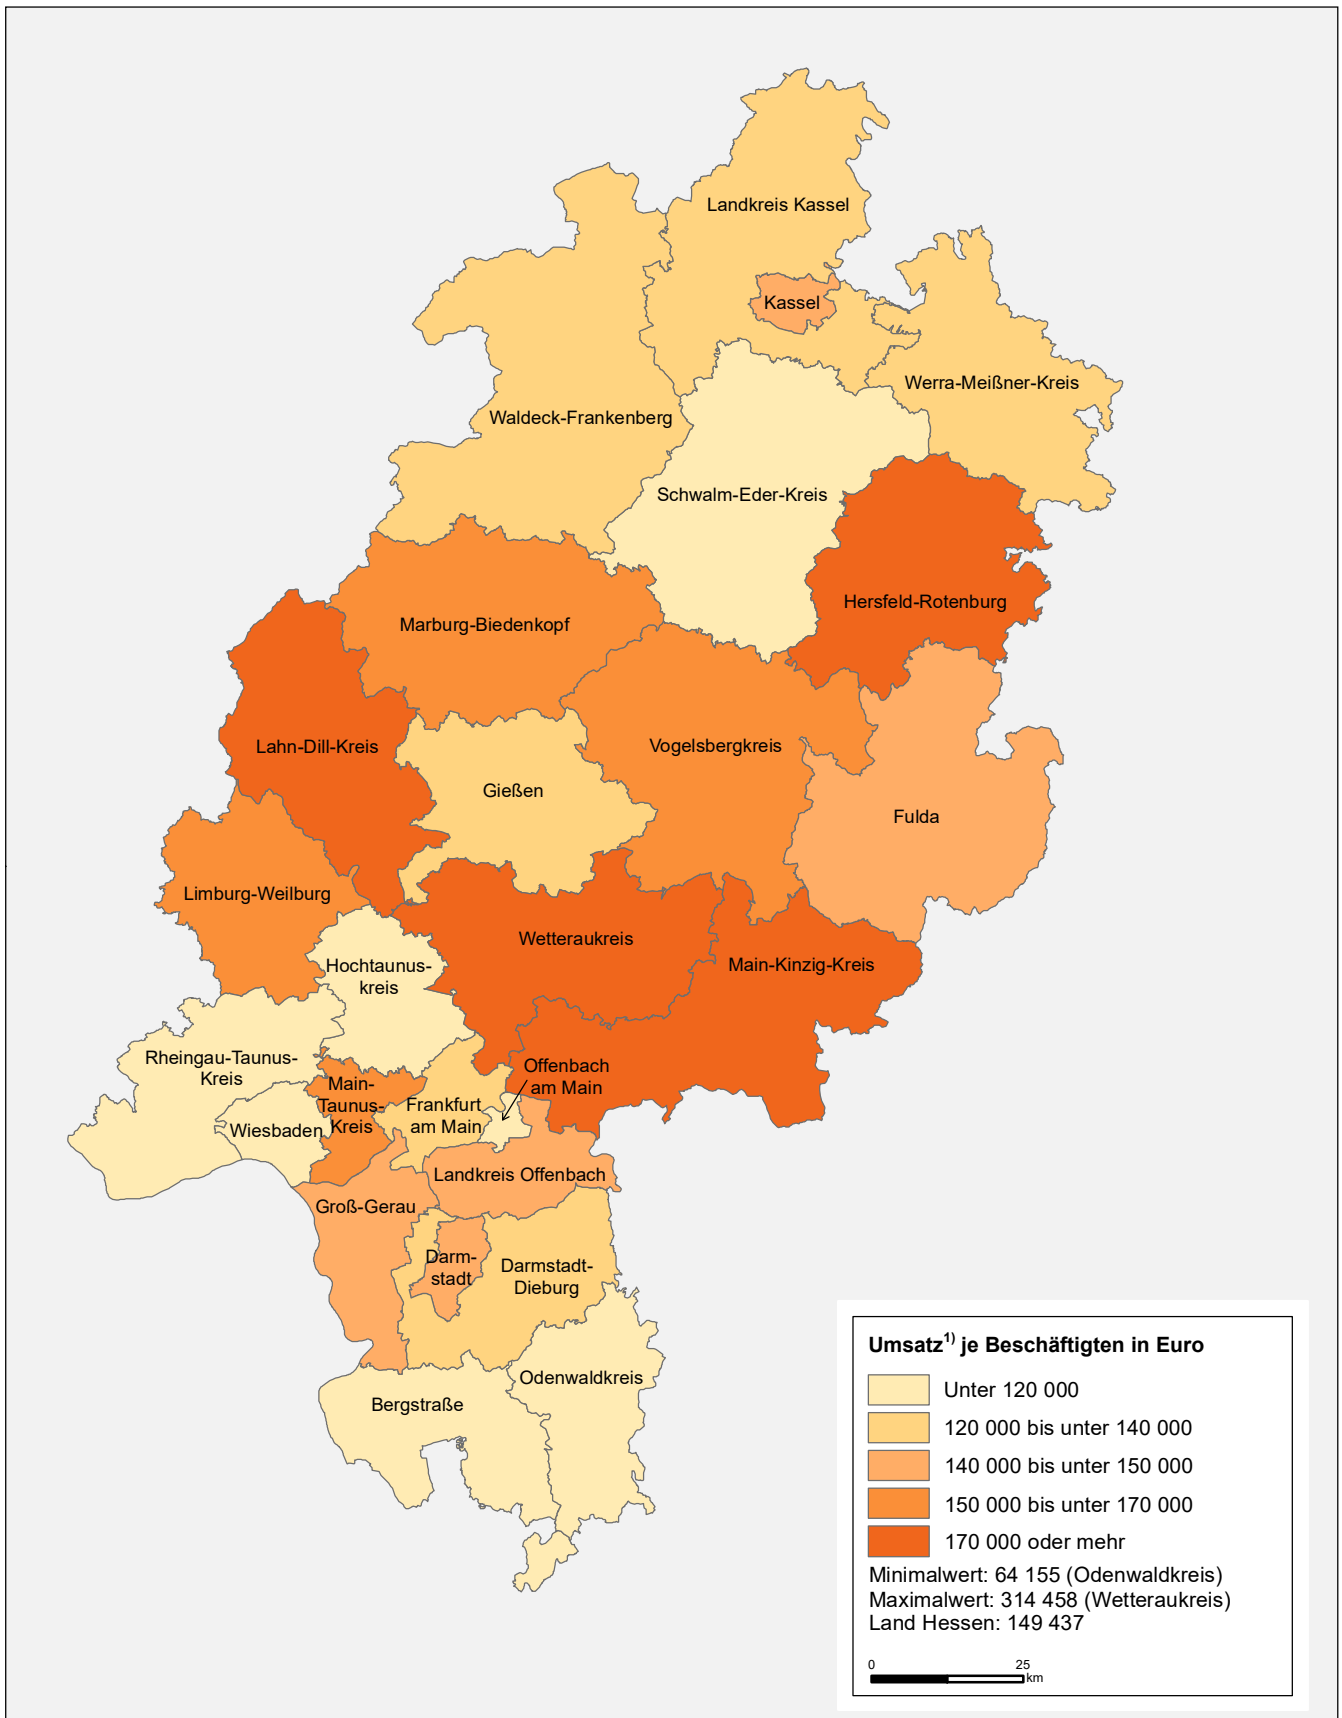 Landkreis Kassel
Kassel
Werra-Meißner-Kreis
Waldeck-Frankenberg
Schwalm-Eder-Kreis
Hersfeld-Rotenburg
Marburg-Biedenkopf
Lahn-Dill-Kreis
Vogelsbergkreis
Gießen
Fulda
Limburg-Weilburg
Wetteraukreis
Main-Kinzig-Kreis
Hochtaunus-
kreis
Rheingau-Taunus-
Kreis
Offenbach
am Main
Main-
Taunus-
Kreis
Frankfurt
am Main
Wiesbaden
Landkreis Offenbach
Groß-Gerau
Darm-
stadt
Darmstadt-
Dieburg
Odenwaldkreis
Bergstraße
Umsatz1) je Beschäftigten in Euro
Unter 120 000
120 000 bis unter 140 000
140 000 bis unter 150 000
150 000 bis unter 170 000
170 000 oder mehr
Minimalwert: 64 155 (Odenwaldkreis)
Maximalwert: 314 458 (Wetteraukreis)
Land Hessen: 149 437
0 25
km